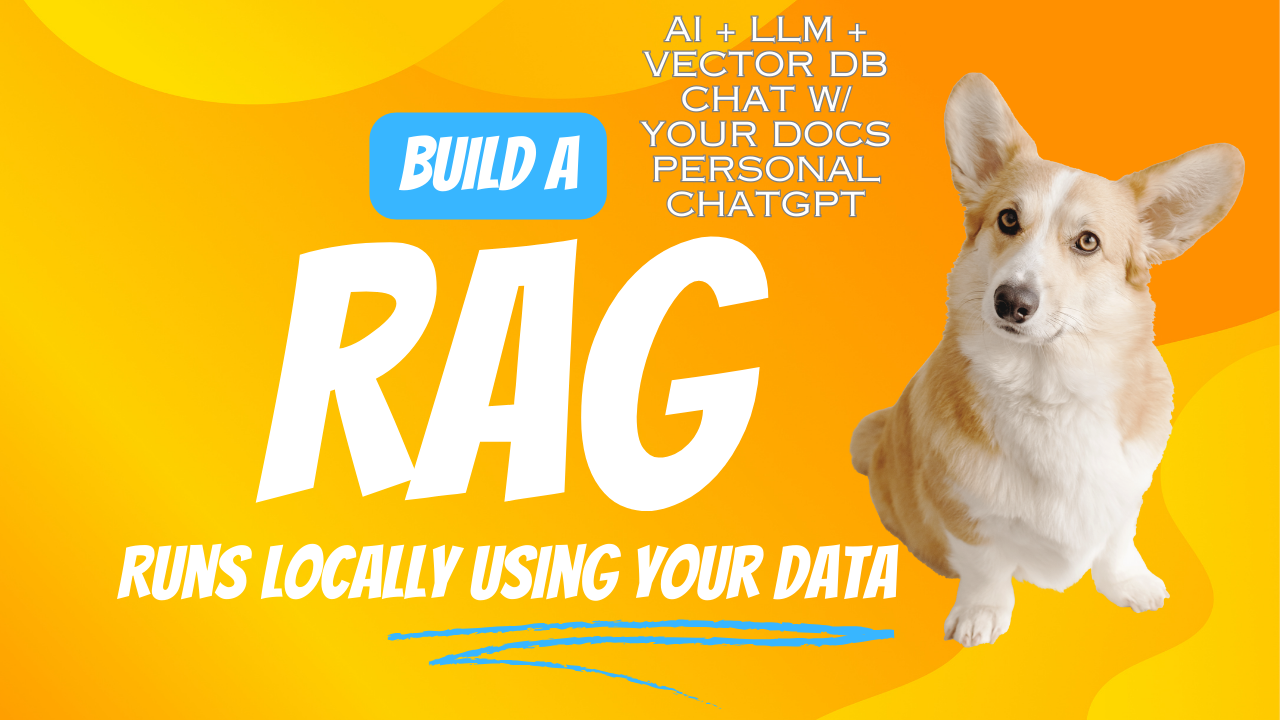 AI + LLM +
VECTOR DB
CHAT W/
YOUR DOCS
PERSONAL
CHATGPT
BUILD A
RAG
RUNS LOCALLY USING YOUR DATA